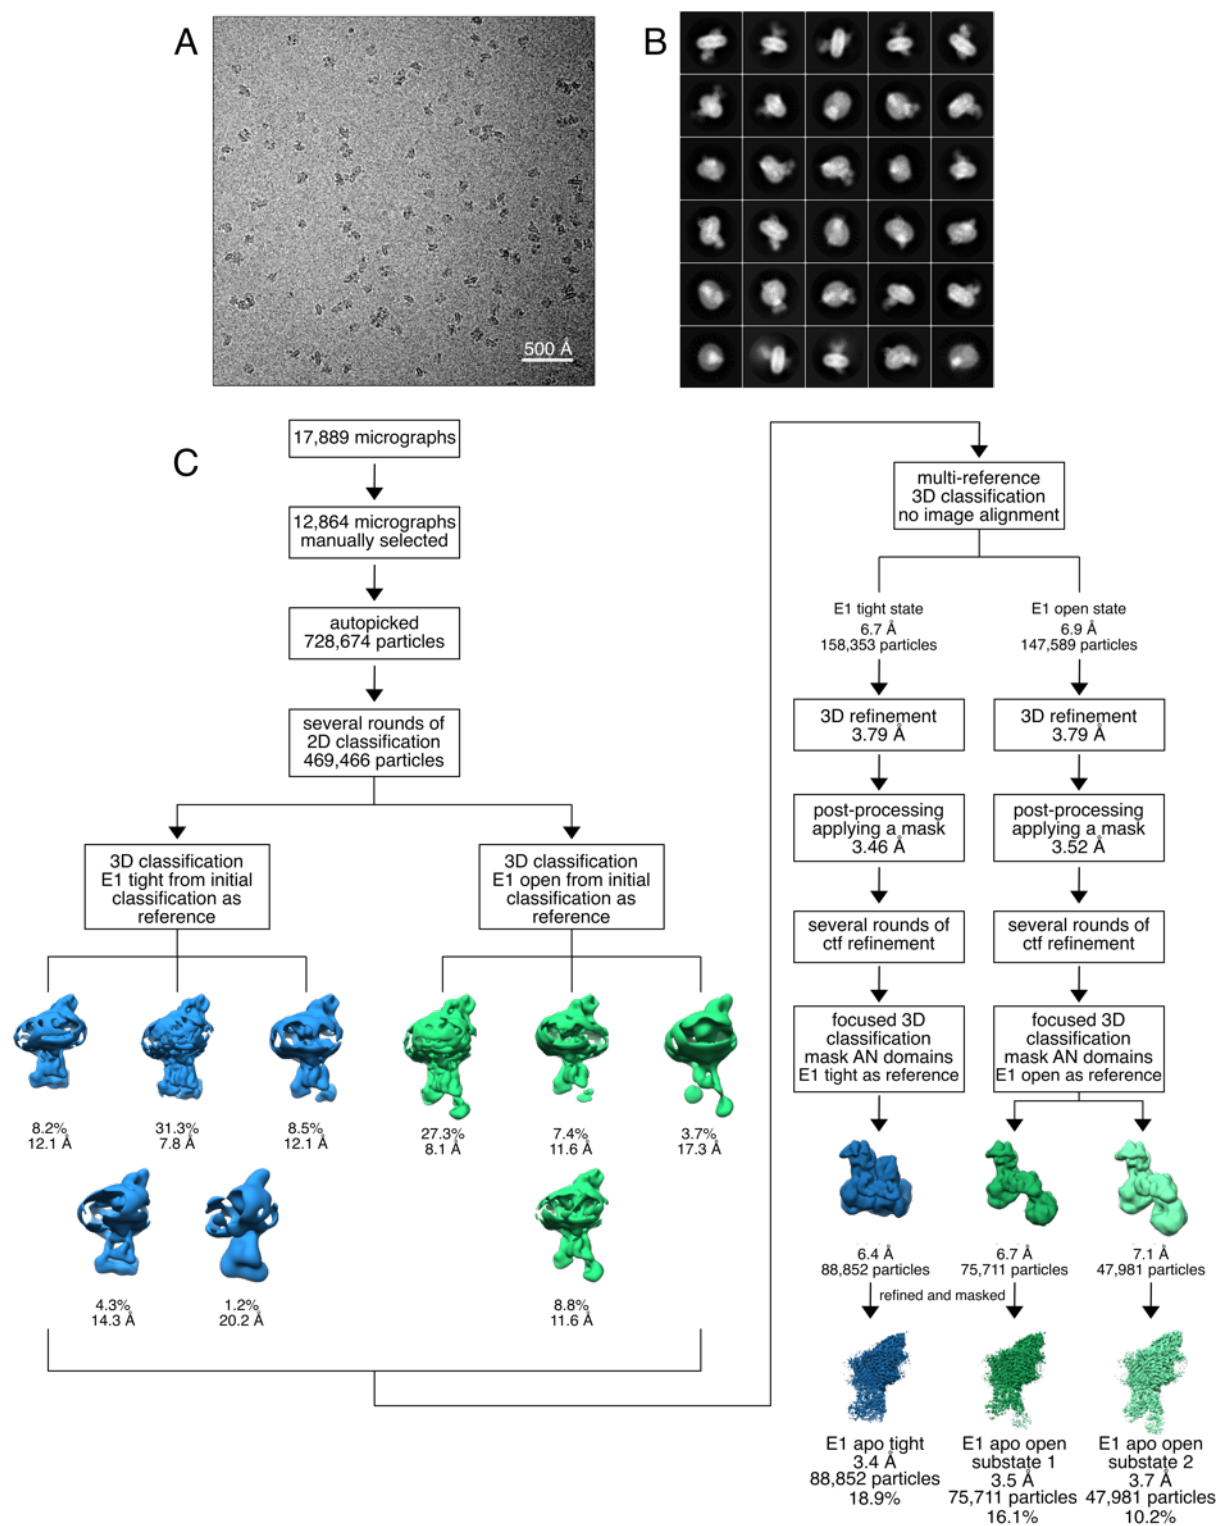 A
B
500 Å
C
17,889 micrographs
12,864 micrographs
manually selected
autopicked
728,674 particles
several rounds of
2D classification
469,466 particles
3D classification
E1 tight from initial
classification as
reference
3D classification
E1 open from initial
classification as
reference
8.2%
12.1 Å
31.3%
7.8 Å
8.5%
12.1 Å
27.3%
8.1 Å
7.4%
11.6 Å
3.7%
17.3 Å
4.3%
14.3 Å
1.2%
20.2 Å
8.8%
11.6 Å
multi-reference
3D classification
no image alignment
E1 tight state
6.7 Å
158,353 particles
E1 open state
6.9 Å
147,589 particles
3D refinement
3.79 Å
3D refinement
3.79 Å
post-processing
applying a mask
3.46 Å
post-processing
applying a mask
3.52 Å
several rounds of
ctf refinement
several rounds of
ctf refinement
focused 3D
classification
mask AN domains
E1 tight as reference
focused 3D
classification
mask AN domains
E1 open as reference
6.4 Å
88,852 particles
6.7 Å
75,711 particles
7.1 Å
47,981 particles
refined and masked
E1 apo tight
3.4 Å
88,852 particles
18.9%
E1 apo open
substate 1
3.5 Å
75,711 particles
16.1%
E1 apo open
substate 2
3.7 Å
47,981 particles
10.2%